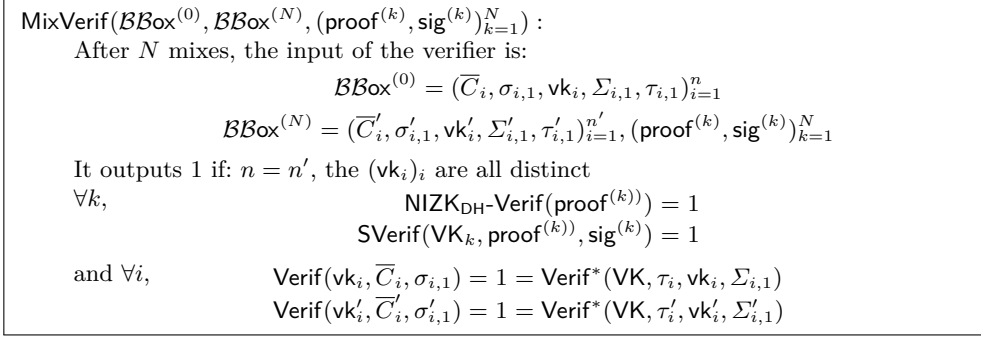 MixVerif(ℬℬox^(0), ℬℬox^(N), (proof^(k), sig^(k))_{k=1}^N) :
After N mixes, the input of the verifier is:
ℬℬox^(0) = (C̅_i, σ_{i,1}, vk_i, Σ_{i,1}, τ_{i,1})_{i=1}^n
ℬℬox^(N) = (C̅′_i, σ′_{i,1}, vk′_i, Σ′_{i,1}, τ′_{i,1})_{i=1}^{n′}, (proof^(k), sig^(k))_{k=1}^N
It outputs 1 if: n = n′, the (vk_i)_i are all distinct
∀k, NIZK_DH-Verif(proof^(k))) = 1
SVerif(VK_k, proof^(k)), sig^(k)) = 1
and ∀i, Verif(vk_i, C̅_i, σ_{i,1}) = 1 = Verif*(VK, τ_i, vk_i, Σ_{i,1})
Verif(vk′_i, C̅′_i, σ′_{i,1}) = 1 = Verif*(VK, τ′_i, vk′_i, Σ′_{i,1})